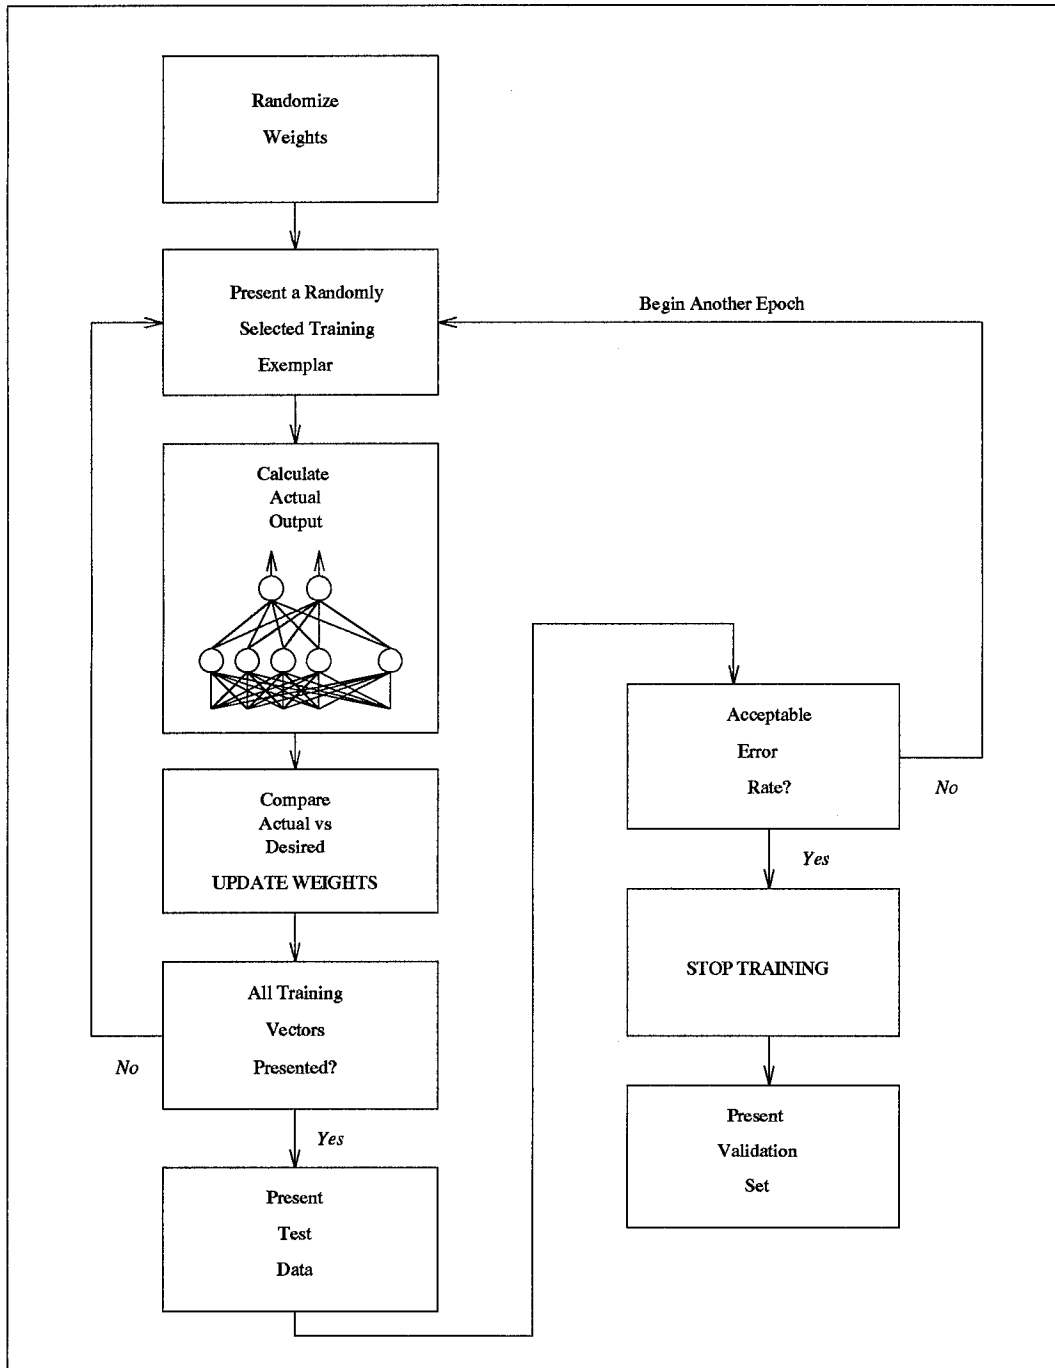 Randomize
Weights
Present a Randomly
Selected Training
Exemplar
Begin Another Epoch
Calculate
Actual
Output
Compare
Actual vs
Desired
UPDATE WEIGHTS
All Training
Vectors
Presented?
No
Yes
Present
Test
Data
Acceptable
Error
Rate?
No
Yes
STOP TRAINING
Present
Validation
Set